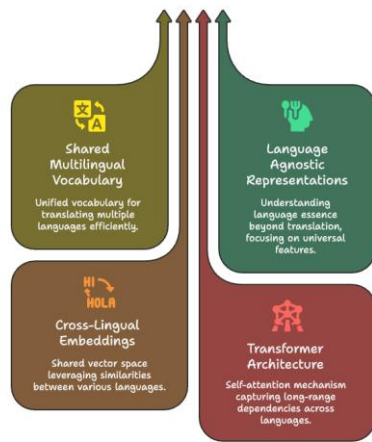 文
A
Shared
Multilingual
Vocabulary
Unified vocabulary for
translating multiple
languages efficiently.
Language
Agnostic
Representations
Understanding
language essence
beyond translation,
focusing on universal
features.
HI
HOLA
Cross-Lingual
Embeddings
Shared vector space
leveraging similarities
between various languages.
Transformer
Architecture
Self-attention mechanism
capturing long-range
dependencies across
languages.